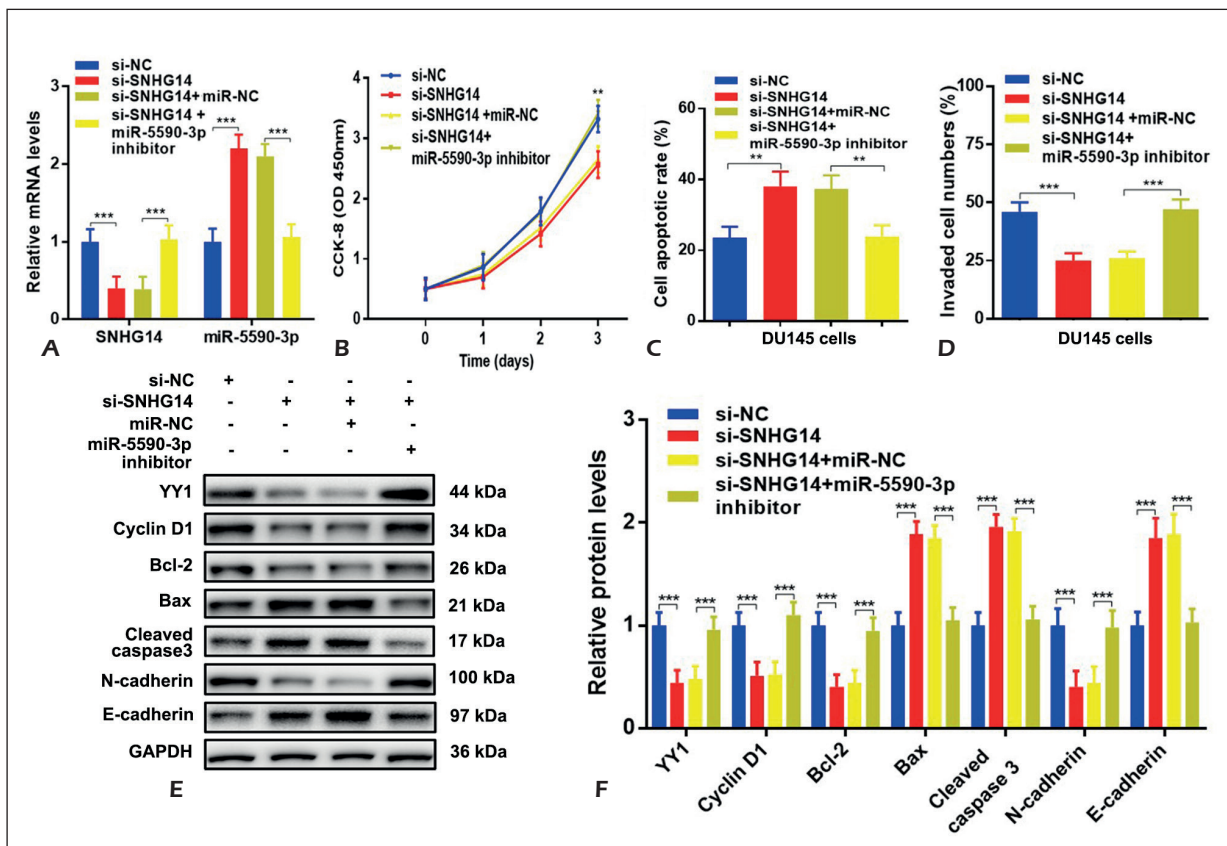 si-NC
si-SNHG14
si-SNHG14+miR-NC
si-SNHG14 +
miR-5590-3p
inhibitor
Relative mRNA levels
3
2
1
0
***
***
***
***
SNHG14
miR-5590-3p
A
si-NC
si-SNHG14
si-SNHG14 +miR-NC
si-SNHG14+
miR-5590-3p inhibitor
CCK-8 (OD 450nm)
4
3
2
1
0
**
0
1
2
3
Time (days)
B
si-NC
si-SNHG14
si-SNHG14+miR-NC
si-SNHG14+
miR-5590-3p inhibitor
Cell apoptotic rate (%)
60
40
20
0
**
**
DU145 cells
C
si-NC
si-SNHG14
si-SNHG14 +miR-NC
si-SNHG14+
miR-5590-3p inhibitor
Invaded cell numbers (%)
100
75
50
25
0
***
***
DU145 cells
D
si-NC + - - -
si-SNHG14 - + + +
miR-NC - - + -
miR-5590-3p - - - +
inhibitor
YY1 44 kDa
Cyclin D1 34 kDa
Bcl-2 26 kDa
Bax 21 kDa
Cleaved
caspase3 17 kDa
N-cadherin 100 kDa
E-cadherin 97 kDa
GAPDH 36 kDa
E
si-NC
si-SNHG14
si-SNHG14+miR-NC
si-SNHG14+miR-5590-3p
inhibitor
Relative protein levels
3
2
1
0
***
***
***
***
***
***
***
***
***
***
***
***
***
***
YY1
Cyclin D1
Bcl-2
Bax
Cleaved
caspase 3
N-cadherin
E-cadherin
F